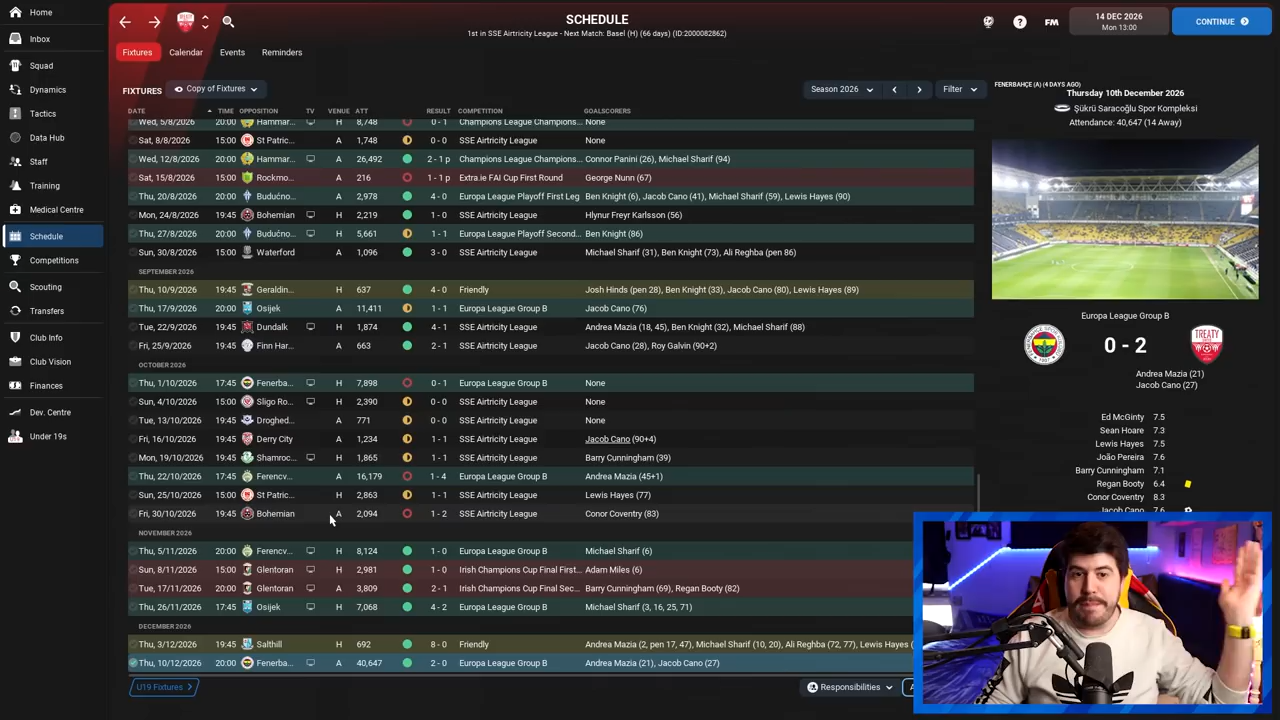 Home
Inbox
Squad
Dynamics
Tactics
Data Hub
Staff
Training
Medical Centre
Schedule
Competitions
Scouting
Transfers
Club Info
Club Vision
Finances
Dev. Centre
Under 19s
SCHEDULE
1st in SSE Airtricity League - Next Match: Basel (H) (66 days) (ID:2000082862)
FM
14 DEC 2026
Mon 13:00
CONTINUE
Fixtures Calendar Events Reminders
FIXTURES Copy of Fixtures Season 2026 Filter
DATE TIME OPPOSITION TV VENUE ATT RESULT COMPETITION GOALSCORERS
Wed, 5/8/2026 20:00 Hammar... H 8,748 0 - 1 Champions League Champions... None
Sat, 8/8/2026 15:00 St Patric... A 1,748 0 - 0 SSE Airtricity League None
Wed, 12/8/2026 20:00 Hammar... A 26,492 2 - 1 p Champions League Champions... Connor Panini (26), Michael Sharif (94)
Sat, 15/8/2026 15:00 Rockmo... A 216 1 - 1 p Extra.ie FAI Cup First Round George Nunn (67)
Thu, 20/8/2026 20:00 Budućno... A 2,978 4 - 0 Europa League Playoff First Leg Ben Knight (6), Jacob Cano (41), Michael Sharif (59), Lewis Hayes (90)
Mon, 24/8/2026 19:45 Bohemian H 2,219 1 - 0 SSE Airtricity League Hlynur Freyr Karlsson (56)
Thu, 27/8/2026 19:45 Budućno... H 5,661 1 - 1 Europa League Playoff Second... Ben Knight (86)
Sun, 30/8/2026 15:00 Waterford A 1,096 3 - 0 SSE Airtricity League Michael Sharif (31), Ben Knight (73), Ali Reghba (pen 86)
SEPTEMBER 2026
Thu, 10/9/2026 19:45 Geraldin... H 637 4 - 0 Friendly Josh Hinds (pen 28), Ben Knight (33), Jacob Cano (80), Lewis Hayes (89)
Thu, 17/9/2026 20:00 Osijek A 11,411 1 - 1 Europa League Group B Jacob Cano (76)
Tue, 22/9/2026 19:45 Dundalk H 1,874 4 - 1 SSE Airtricity League Andrea Mazia (18, 45), Ben Knight (32), Michael Sharif (88)
Fri, 25/9/2026 19:45 Finn Har... A 663 2 - 1 SSE Airtricity League Jacob Cano (28), Roy Galvin (90+2)
OCTOBER 2026
Thu, 1/10/2026 17:45 Fenerba... H 7,898 0 - 1 Europa League Group B None
Sun, 4/10/2026 15:00 Sligo Ro... H 2,390 0 - 0 SSE Airtricity League None
Tue, 13/10/2026 19:45 Droghed... A 771 0 - 0 SSE Airtricity League None
Fri, 16/10/2026 19:45 Derry City A 1,234 1 - 1 SSE Airtricity League Jacob Cano (90+4)
Mon, 19/10/2026 19:45 Shamroc... H 1,865 1 - 1 SSE Airtricity League Barry Cunningham (39)
Thu, 22/10/2026 17:45 Ferencv... A 16,179 1 - 4 Europa League Group B Andrea Mazia (45+1)
Sun, 25/10/2026 15:00 St Patric... H 2,863 1 - 1 SSE Airtricity League Lewis Hayes (77)
Fri, 30/10/2026 19:45 Bohemian A 2,094 1 - 2 SSE Airtricity League Conor Coventry (83)
NOVEMBER 2026
Thu, 5/11/2026 20:00 Ferencv... H 8,124 1 - 0 Europa League Group B Michael Sharif (6)
Sun, 8/11/2026 15:00 Glentoran H 2,981 1 - 0 Irish Champions Cup Final First... Adam Miles (6)
Tue, 17/11/2026 20:00 Glentoran A 3,809 2 - 1 Irish Champions Cup Final Sec... Barry Cunningham (69), Regan Booty (82)
Thu, 26/11/2026 17:45 Osijek H 7,068 4 - 2 Europa League Group B Michael Sharif (3, 16, 25, 71)
DECEMBER 2026
Thu, 3/12/2026 19:45 Salthill H 692 8 - 0 Friendly Andrea Mazia (2, pen 17, 47), Michael Sharif (10, 20), Ali Reghba (72, 77), Lewis Hayes (
Thu, 10/12/2026 20:00 Fenerba... A 40,647 2 - 0 Europa League Group B Andrea Mazia (21), Jacob Cano (27)
U19 Fixtures Responsibilities
FENERBAHÇE (A) (4 DAYS AGO)
Thursday 10th December 2026
Şükrü Saracoğlu Spor Kompleksi
Attendance: 40,647 (14 Away)
Europa League Group B
0 - 2
TREATY
Andrea Mazia (21)
Jacob Cano (27)
Ed McGinty 7.5
Sean Hoare 7.3
Lewis Hayes 7.5
João Pereira 7.6
Barry Cunningham 7.1
Regan Booty 6.4
Conor Coventry 8.3
Jacob Cano 7.6